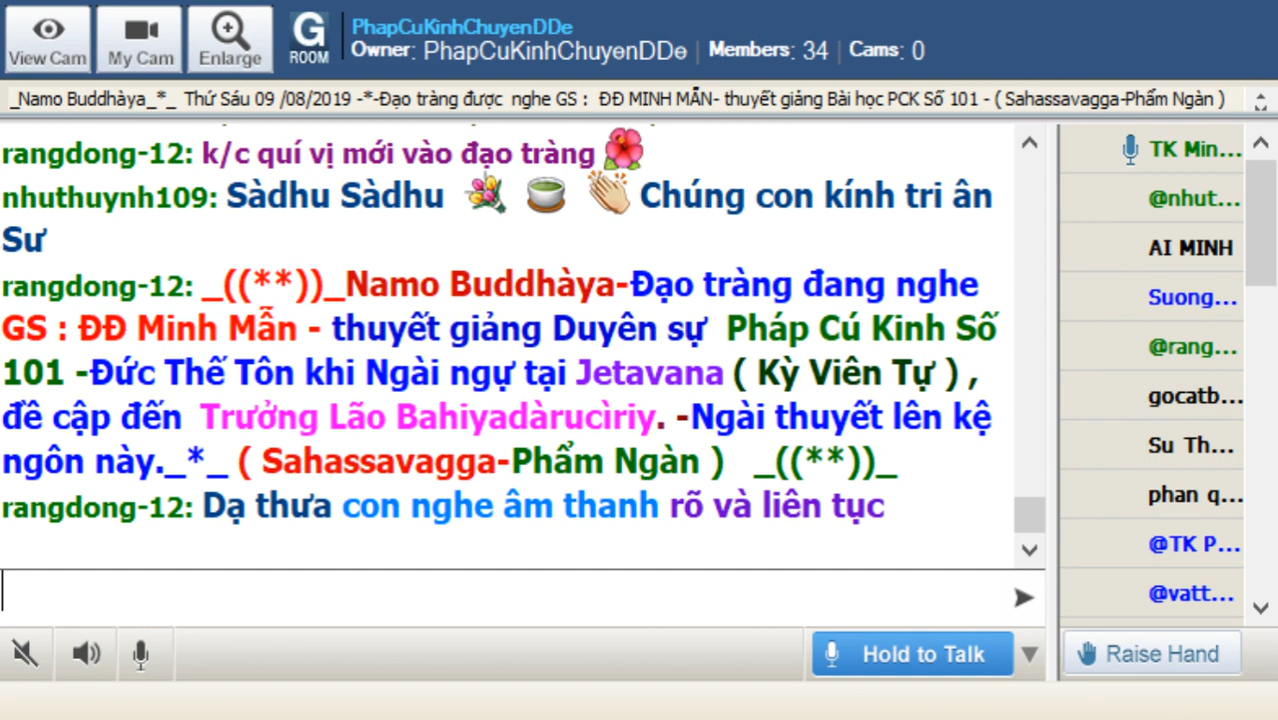 View Cam
My Cam
Enlarge
G
ROOM
PhapCuKinhChuyenDDe
Owner: PhapCuKinhChuyenDDe | Members: 34 | Cams: 0
_Namo Buddhàya_*_ Thứ Sáu 09 /08/2019 -*-Đạo tràng được nghe GS : ĐĐ MINH MẪN- thuyết giảng Bài học PCK Số 101 - ( Sahassavagga-Phẩm Ngàn )
rangdong-12: k/c quí vị mới vào đạo tràng
nhuthuynh109: Sàdhu Sàdhu Chúng con kính tri ân
Sư
rangdong-12: _((**))_Namo Buddhàya-Đạo tràng đang nghe
GS : ĐĐ Minh Mẫn - thuyết giảng Duyên sự Pháp Cú Kinh Số
101 -Đức Thế Tôn khi Ngài ngự tại Jetavana ( Kỳ Viên Tự ) ,
đề cập đến Trưởng Lão Bahiyadàrucìriy. -Ngài thuyết lên kệ
ngôn này._*_ ( Sahassavagga-Phẩm Ngàn ) _((**))_
rangdong-12: Dạ thưa con nghe âm thanh rõ và liên tục
TK Min...
@nhut...
AI MINH
Suong...
@rang...
gocatb...
Su Th...
phan q...
@TK P...
@vatt...
Hold to Talk
Raise Hand